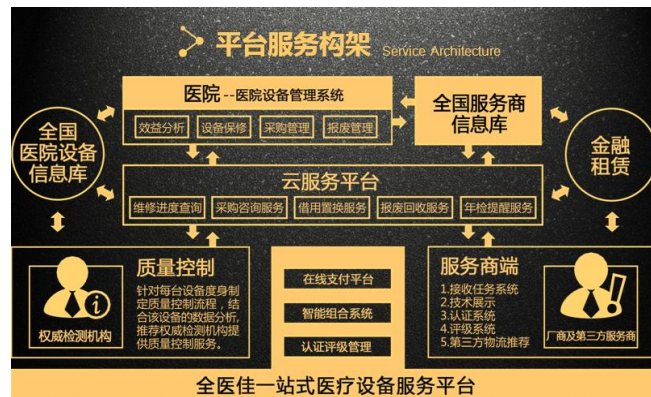 平台服务构架 Service Architecture
医院--医院设备管理系统
效益分析 设备保修 采购管理 报废管理
全国服务商
信息库
全国
医院设备
信息库
金融
租赁
云服务平台
维修进度查询 采购咨询服务 借用置换服务 报废回收服务 年检提醒服务
权威检测机构
质量控制
针对每台设备度身制
定质量控制流程，结
合该设备的数据分析,
推荐权威检测机构提
供质量控制服务。
在线支付平台
智能组合系统
认证评级管理
服务商端
1.接收任务系统
2.技术展示
3.认证系统
4.评级系统
5.第三方物流推荐
厂商及第三方服务商
全医佳一站式医疗设备服务平台